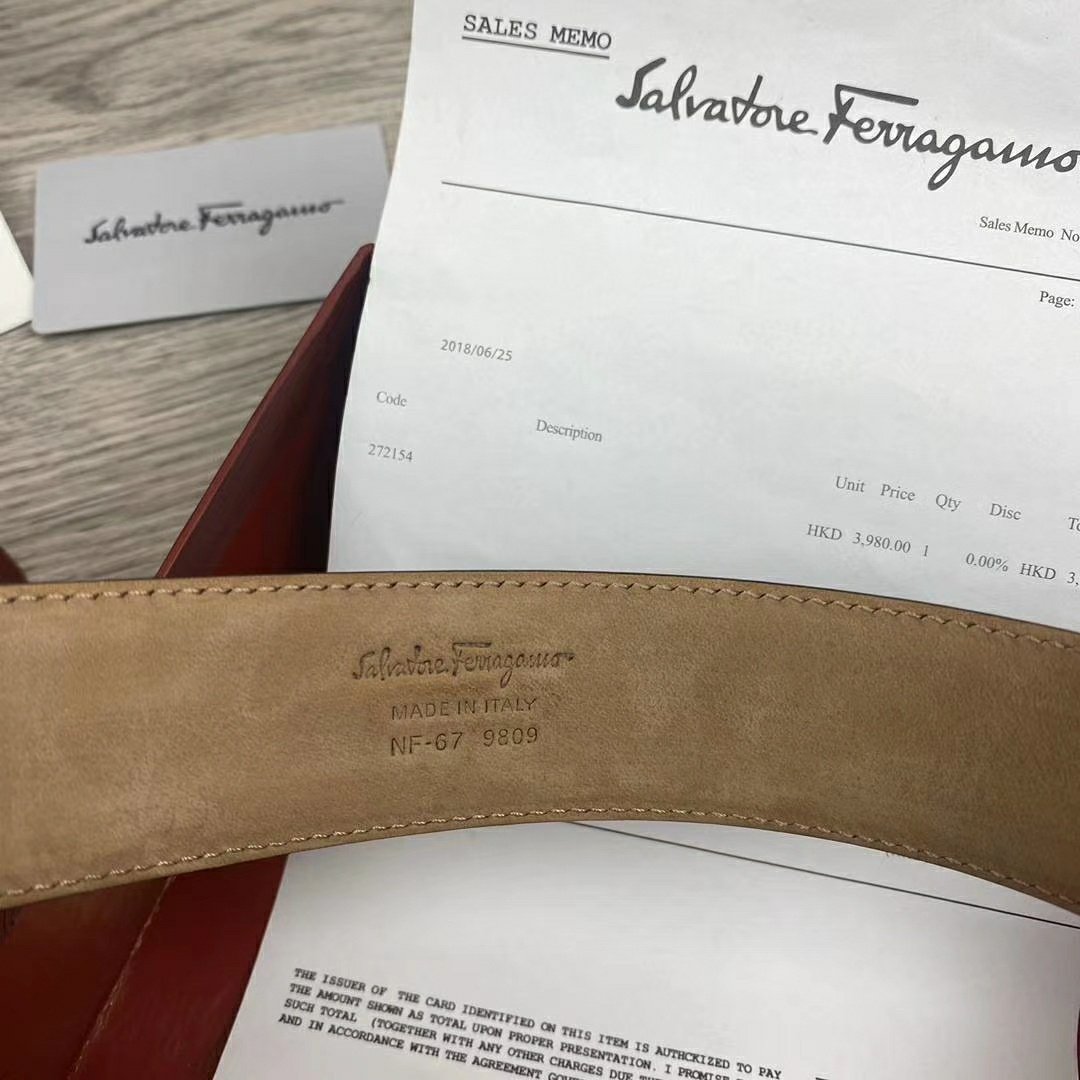 SALES MEMO
Salvatore Ferragamo
Salvatore Ferragamo
Sales Memo No
Page:
2018/06/25
Code
Description
272154
Unit Price Qty Disc
HKD 3,980.00 1 0.00% HKD 3,
Salvatore Ferragamo
MADE IN ITALY
NF-67 9809
THE ISSUER OF THE CARD IDENTIFIED ON THIS ITEM IS AUTHCKIZED TO PAY
THE AMOUNT SHOWN AS TOTAL UPON PROPER PRESENTATION. I PROMISE
SUCH TOTAL (TOGETHER WITH ANY OTHER CHARGES DUE
AND IN ACCORDANCE WITH THE AGREEMENT